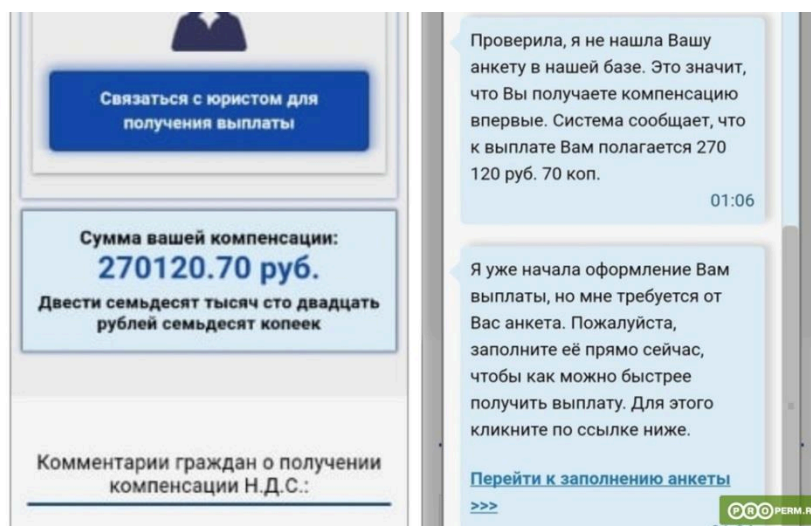 Связаться с юристом для
получения выплаты
Сумма вашей компенсации:
270120.70 руб.
Двести семьдесят тысяч сто двадцать
рублей семьдесят копеек
Комментарии граждан о получении
компенсации Н.Д.С.:
Проверила, я не нашла Вашу
анкету в нашей базе. Это значит,
что Вы получаете компенсацию
впервые. Система сообщает, что
к выплате Вам полагается 270
120 руб. 70 коп.
01:06
Я уже начала оформление Вам
выплаты, но мне требуется от
Вас анкета. Пожалуйста,
заполните её прямо сейчас,
чтобы как можно быстрее
получить выплату. Для этого
кликните по ссылке ниже.
Перейти к заполнению анкеты
>>>
PROPERM.R